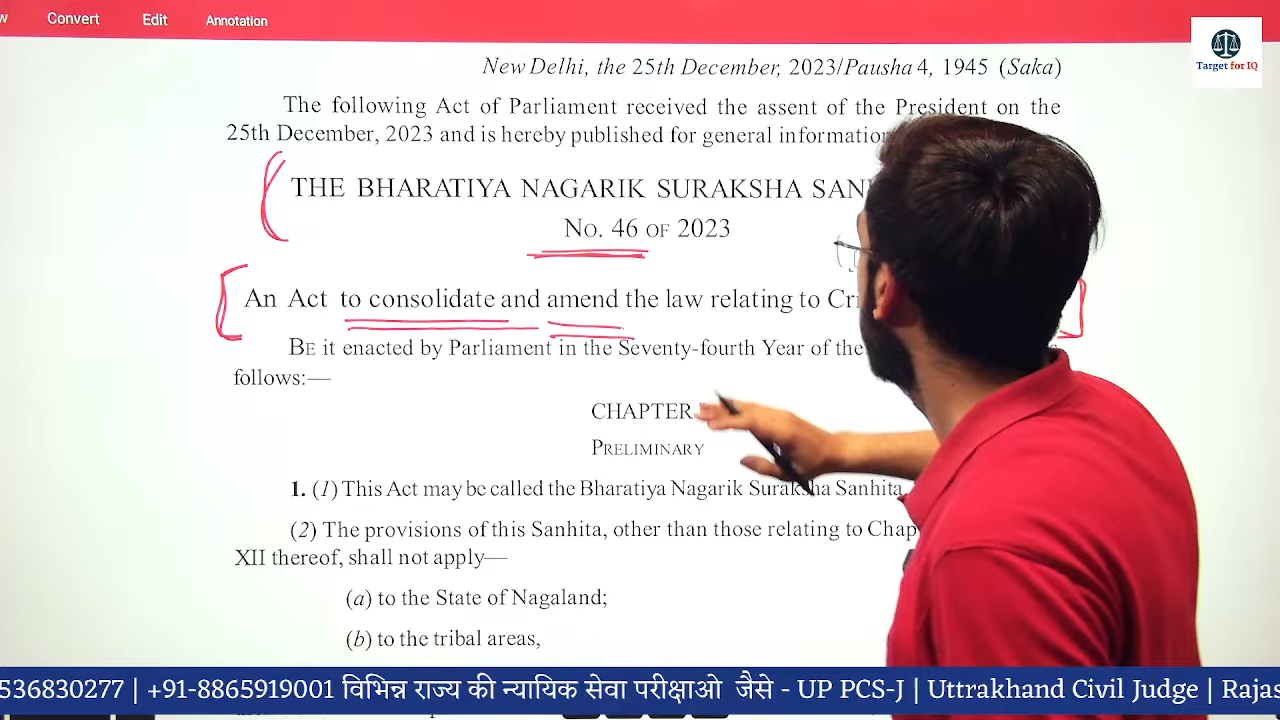 Convert Edit Annotation
Target for IQ
New Delhi, the 25th December, 2023/Pausha 4, 1945 (Saka)
The following Act of Parliament received the assent of the President on the
25th December, 2023 and is hereby published for general information
THE BHARATIYA NAGARIK SURAKSHA
NO. 46 OF 2023
An Act to consolidate and amend the law relating to
BE it enacted by Parliament in the Seventy-fourth Year of the
follows:—
CHAPTER
PRELIMINARY
1. (1) This Act may be called the Bharatiya Nagarik Suraksha Sanhita,
(2) The provisions of this Sanhita, other than those relating to
XII thereof, shall not apply—
(a) to the State of Nagaland;
(b) to the tribal areas,
536830277 | +91-8865919001 विभिन्न राज्य की न्यायिक सेवा परीक्षाओ जैसे - UP PCS-J | Uttrakhand Civil Judge | Rajas